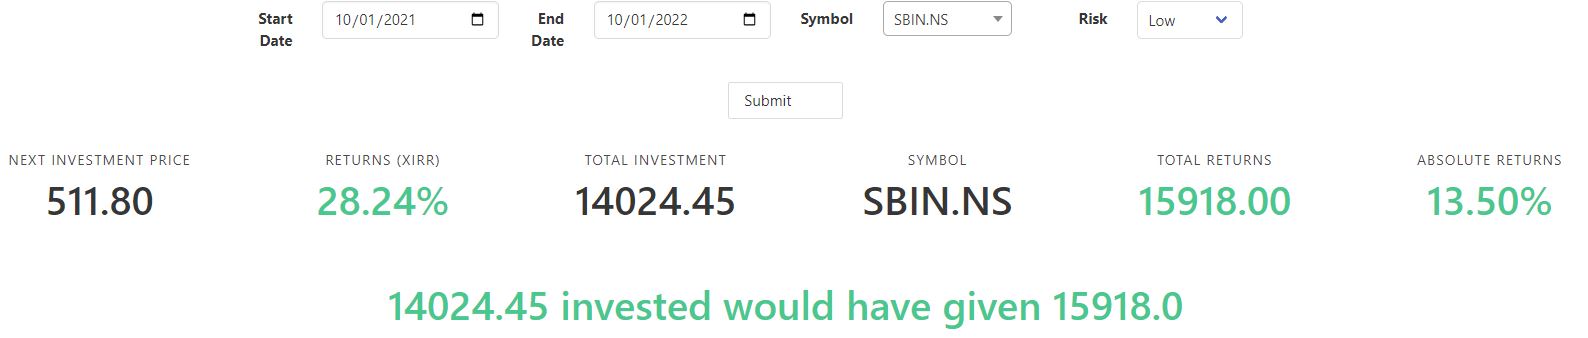 Start Date
10/01/2021
End Date
10/01/2022
Symbol
SBIN.NS
Risk
Low
Submit
NEXT INVESTMENT PRICE
511.80
RETURNS (XIRR)
28.24%
TOTAL INVESTMENT
14024.45
SYMBOL
SBIN.NS
TOTAL RETURNS
15918.00
ABSOLUTE RETURNS
13.50%
14024.45 invested would have given 15918.0